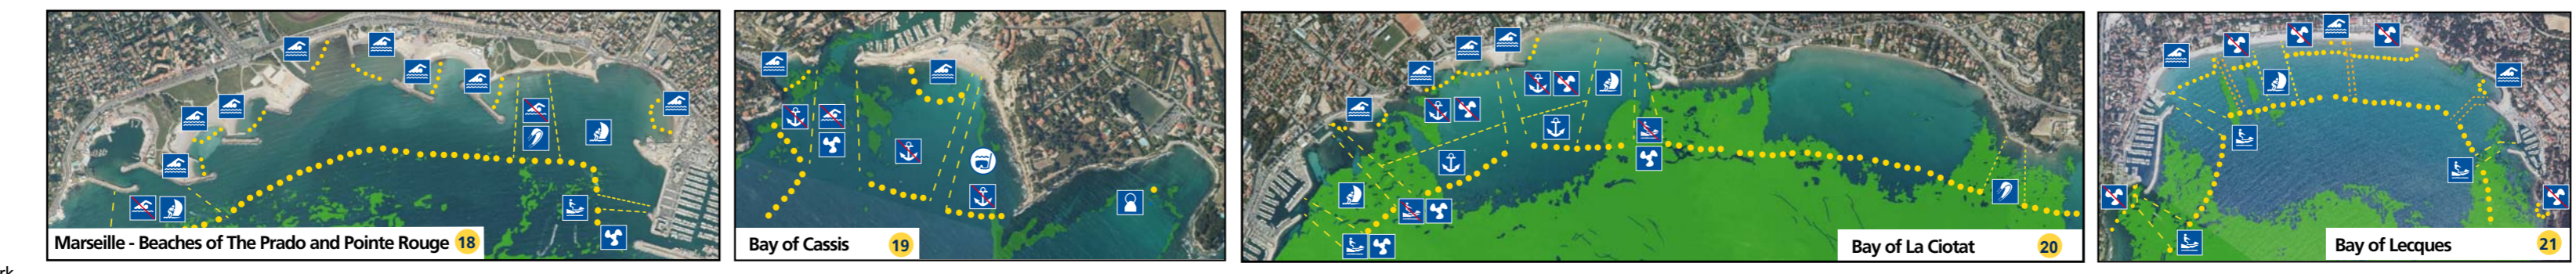 Marseille - Beaches of The Prado and Pointe Rouge 18
Bay of Cassis 19
Bay of La Ciotat 20
Bay of Lecques 21
rk